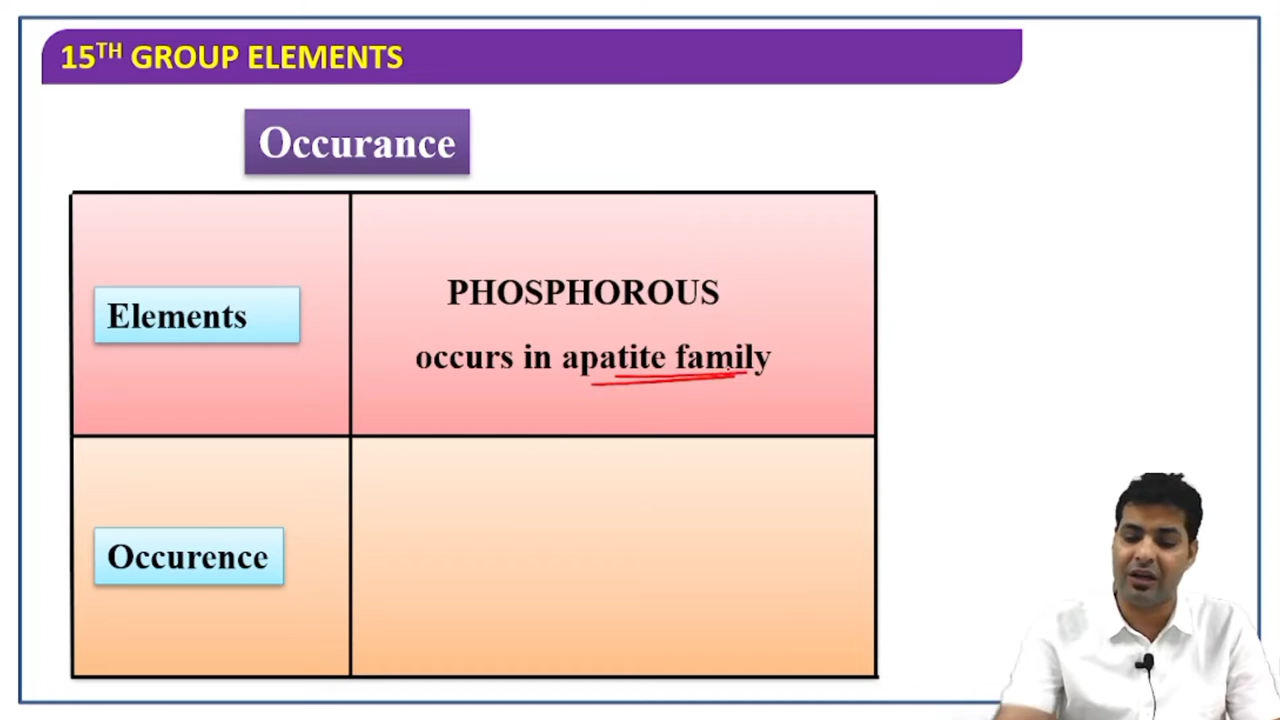 15TH GROUP ELEMENTS
Occurance
Elements
PHOSPHOROUS
occurs in apatite family
Occurence